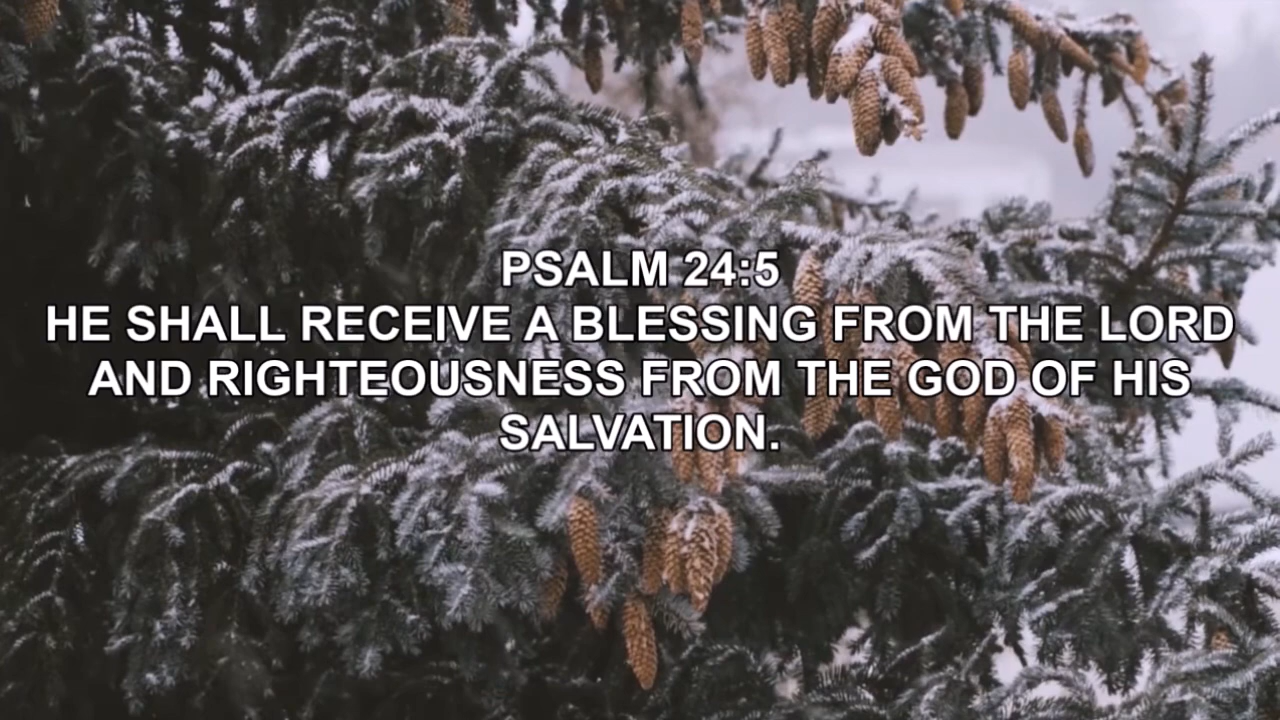 PSALM 24:5
HE SHALL RECEIVE A BLESSING FROM THE LORD
AND RIGHTEOUSNESS FROM THE GOD OF HIS
SALVATION.